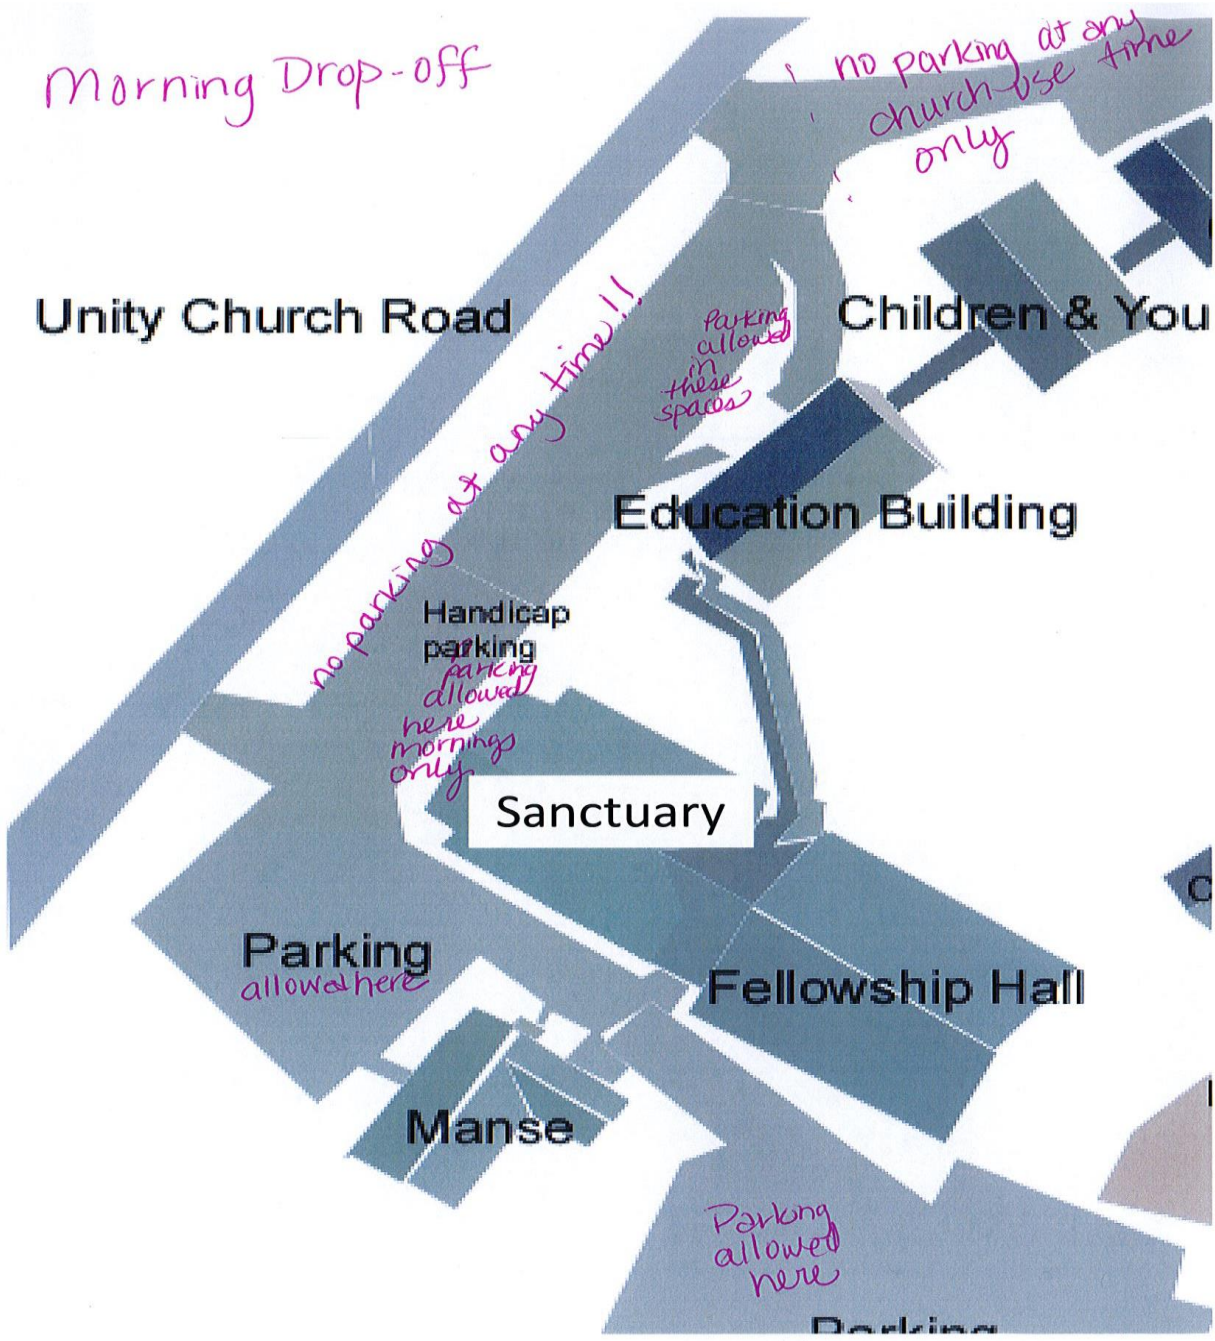 Morning Drop-off
no parking at any time
church use
only
Unity Church Road
no parking at any time!!
Parking
allowed
in
these
spaces
Children & You
Education Building
Handicap
parking
parking
allowed
here
mornings
only
Sanctuary
C
Parking
allowed here
Fellowship Hall
Manse
Parking
allowed
here
Parking